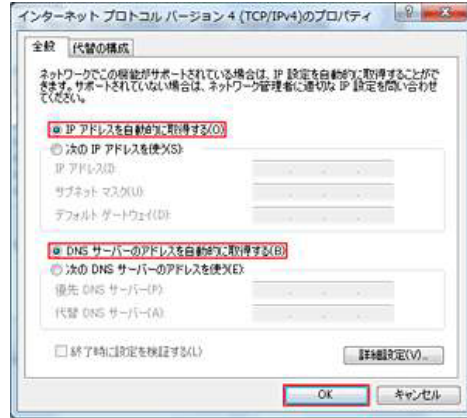 インターネット プロトコル バージョン 4 (TCP/IPv4)のプロパティ
全般 代替の構成
ネットワークでこの機能がサポートされている場合は、IP 設定を自動的に取得することがで
きます。サポートされていない場合は、ネットワーク管理者に適切な IP 設定を問い合わせ
てください。
IP アドレスを自動的に取得する(O)
次の IP アドレスを使う(S):
IP アドレス(I):
サブネット マスク(U):
デフォルト ゲートウェイ(D):
DNS サーバーのアドレスを自動的に取得する(B)
次の DNS サーバーのアドレスを使う(E):
優先 DNS サーバー(P):
代替 DNS サーバー(A):
終了時に設定を検証する(L)
詳細設定(V)...
OK キャンセル